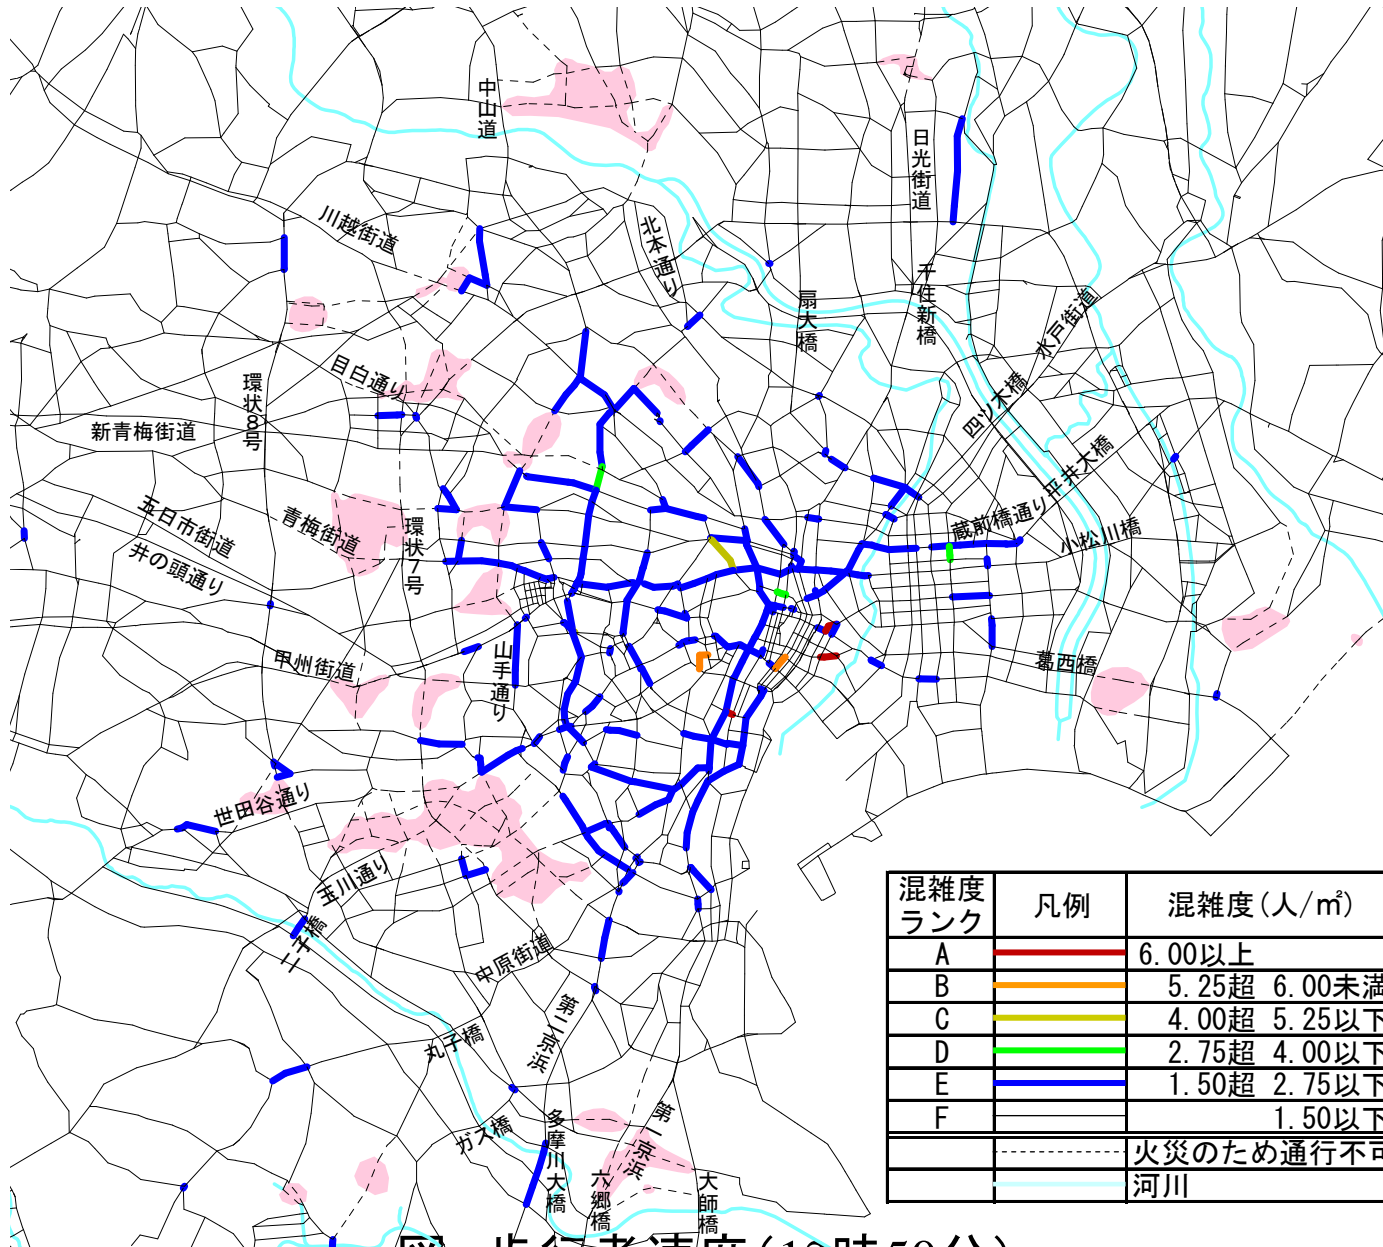 中山道
日光街道
川越街道
北本通り
千住新橋
扇大橋
水戸街道
目白通り
環状8号
四ツ木橋
新青梅街道
平井大橋
五日市街道
青梅街道
環状7号
蔵前橋通り
小松川橋
井の頭通り
甲州街道
山手通り
葛西橋
世田谷通り
玉川通り
二子橋
中原街道
第二京浜
丸子橋
ガス橋
多摩川大橋
第一京浜
六郷橋
大師橋
混雑度ランク 凡例 混雑度(人/㎡)
A 6.00以上
B 5.25超 6.00未満
C 4.00超 5.25以下
D 2.75超 4.00以下
E 1.50超 2.75以下
F 1.50以下
火災のため通行不可
河川